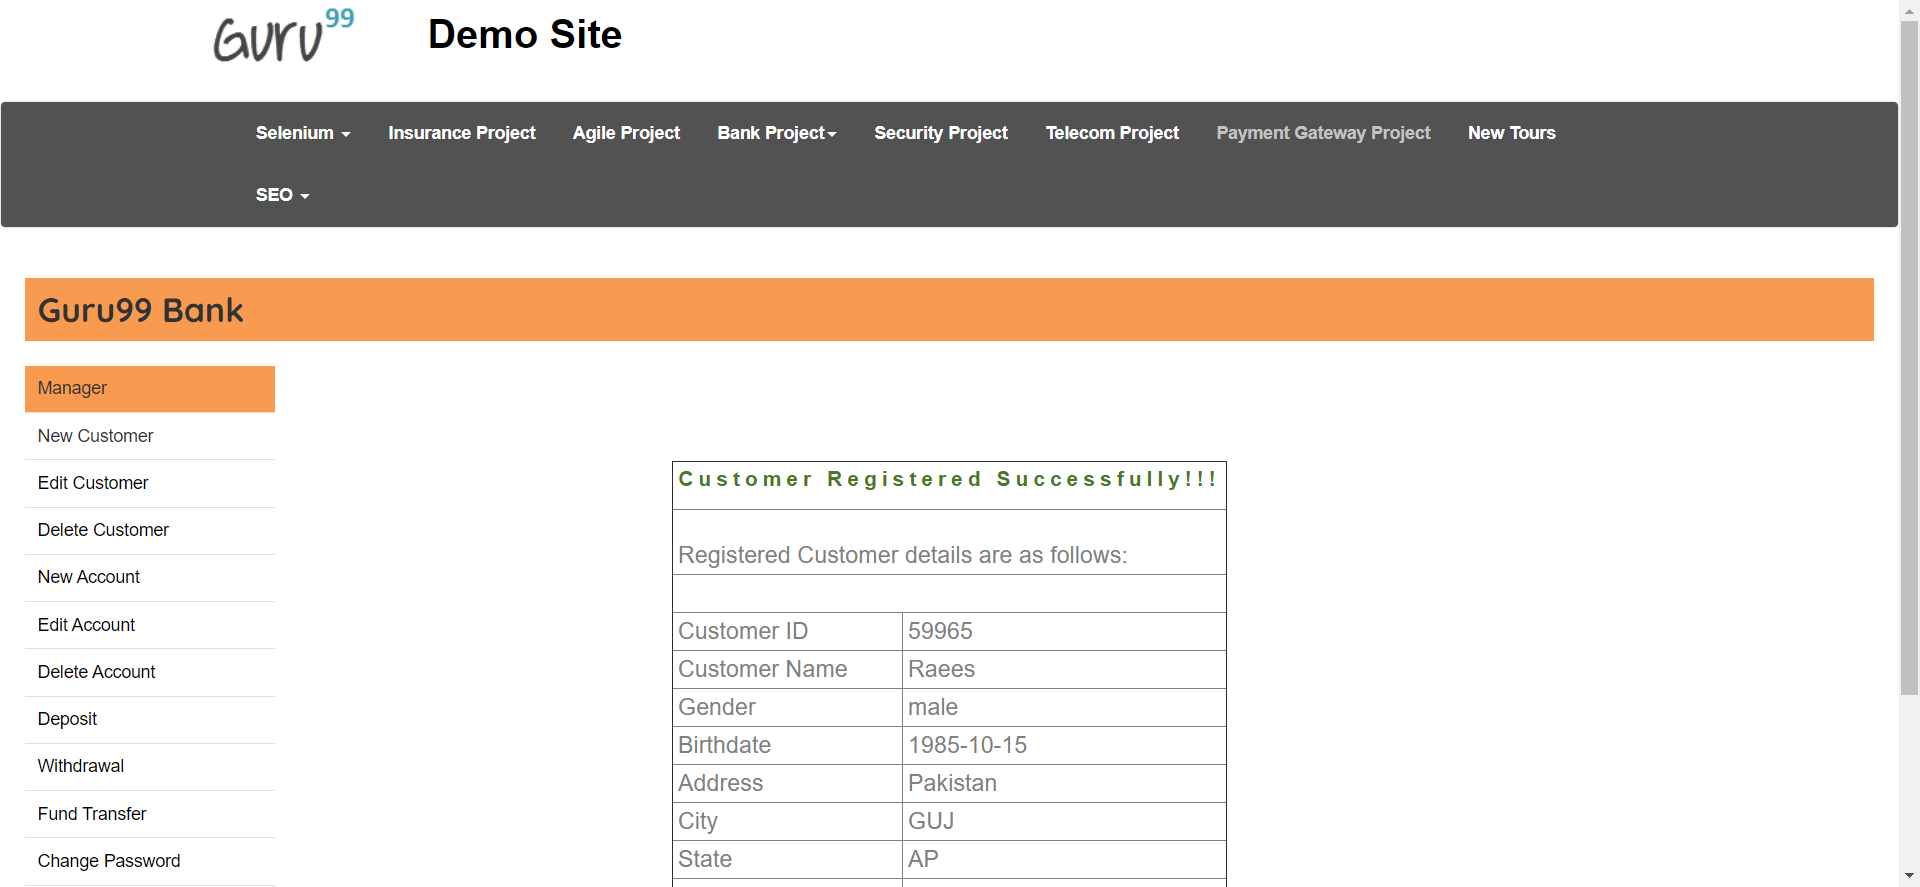 Guru99
Demo Site
Selenium
Insurance Project
Agile Project
Bank Project
Security Project
Telecom Project
Payment Gateway Project
New Tours
SEO
Guru99 Bank
Manager
New Customer
Edit Customer
Delete Customer
New Account
Edit Account
Delete Account
Deposit
Withdrawal
Fund Transfer
Change Password
Customer Registered Successfully!!!
Registered Customer details are as follows:
Customer ID 59965
Customer Name Raees
Gender male
Birthdate 1985-10-15
Address Pakistan
City GUJ
State AP